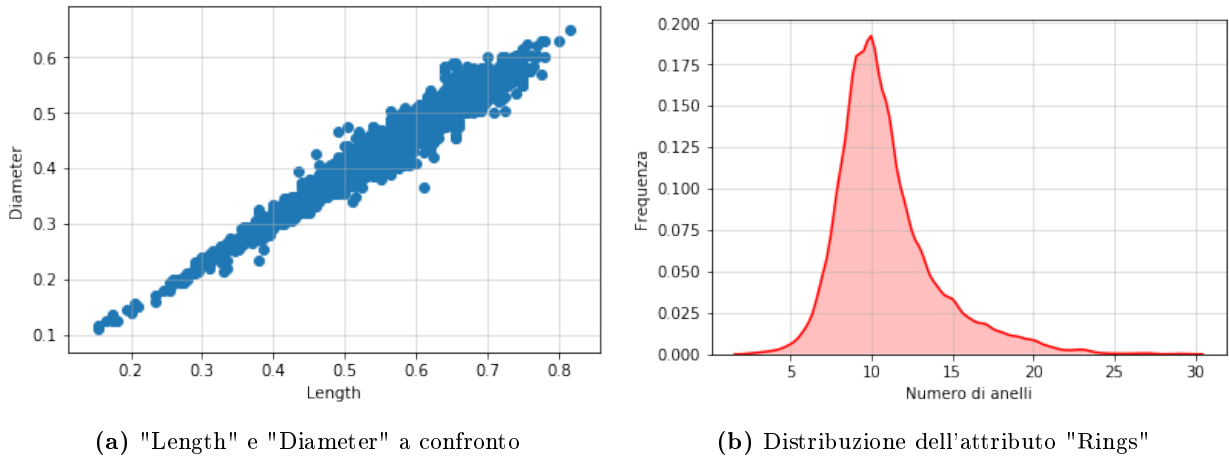 0.6
0.5
0.4
0.3
0.2
0.1
Diameter
0.2 0.3 0.4 0.5 0.6 0.7 0.8
Length
(a) "Length" e "Diameter" a confronto
0.200
0.175
0.150
0.125
0.100
0.075
0.050
0.025
0.000
Frequenza
5 10 15 20 25 30
Numero di anelli
(b) Distribuzione dell'attributo "Rings"